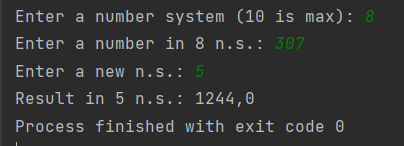 Enter a number system (10 is max): 8
Enter a number in 8 n.s.: 307
Enter a new n.s.: 5
Result in 5 n.s.: 1244,0
Process finished with exit code 0